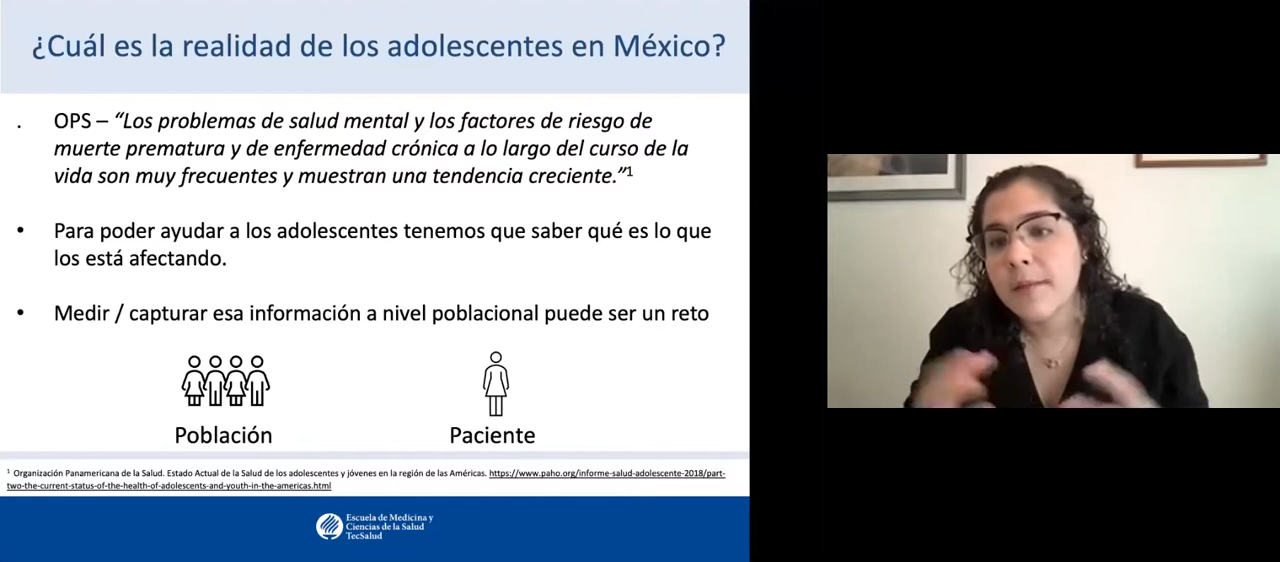 ¿Cuál es la realidad de los adolescentes en México?
. OPS – “Los problemas de salud mental y los factores de riesgo de
muerte prematura y de enfermedad crónica a lo largo del curso de la
vida son muy frecuentes y muestran una tendencia creciente.”1
• Para poder ayudar a los adolescentes tenemos que saber qué es lo que
los está afectando.
• Medir / capturar esa información a nivel poblacional puede ser un reto
Población
Paciente
1 Organización Panamericana de la Salud. Estado Actual de la Salud de los adolescentes y jóvenes en la región de las Américas. https://www.paho.org/informe-salud-adolescente-2018/part-
two-the-current-status-of-the-health-of-adolescents-and-youth-in-the-americas.html
Escuela de Medicina y
Ciencias de la Salud
TecSalud